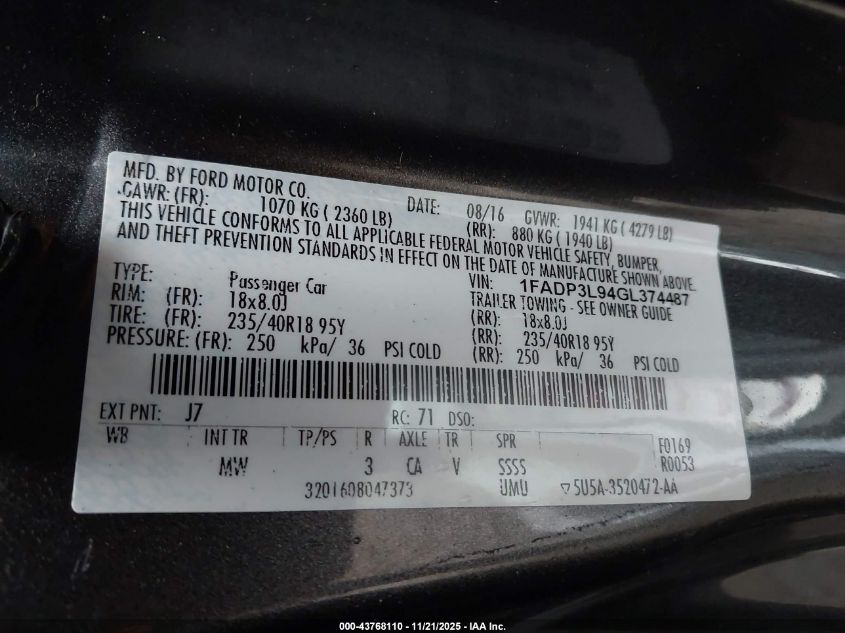 MFD. BY FORD MOTOR CO. DATE: 08/16 GVWR: 1941 KG ( 4279 LB)
GAWR: (FR): 1070 KG ( 2360 LB) (RR): 880 KG ( 1940 LB)
THIS VEHICLE CONFORMS TO ALL APPLICABLE FEDERAL MOTOR VEHICLE SAFETY, BUMPER,
AND THEFT PREVENTION STANDARDS IN EFFECT ON THE DATE OF MANUFACTURE SHOWN ABOVE.
TYPE: Passenger Car VIN: 1FADP3L94GL374487
TRAILER TOWING - SEE OWNER GUIDE
RIM: (FR): 18x8.0J (RR): 18x8.0J
TIRE: (FR): 235/40R18 95Y (RR): 235/40R18 95Y
PRESSURE: (FR): 250 kPa/ 36 PSI COLD (RR): 250 kPa/ 36 PSI COLD
EXT PNT: J7 RC: 71 DSO:
WB INT TR TP/PS R AXLE TR SPR F0169
MW 3 CA V SSSS R0053
3201608047373 UMU ▽5U5A-3520472-AA
000-43768110 - 11/21/2025 - IAA Inc.